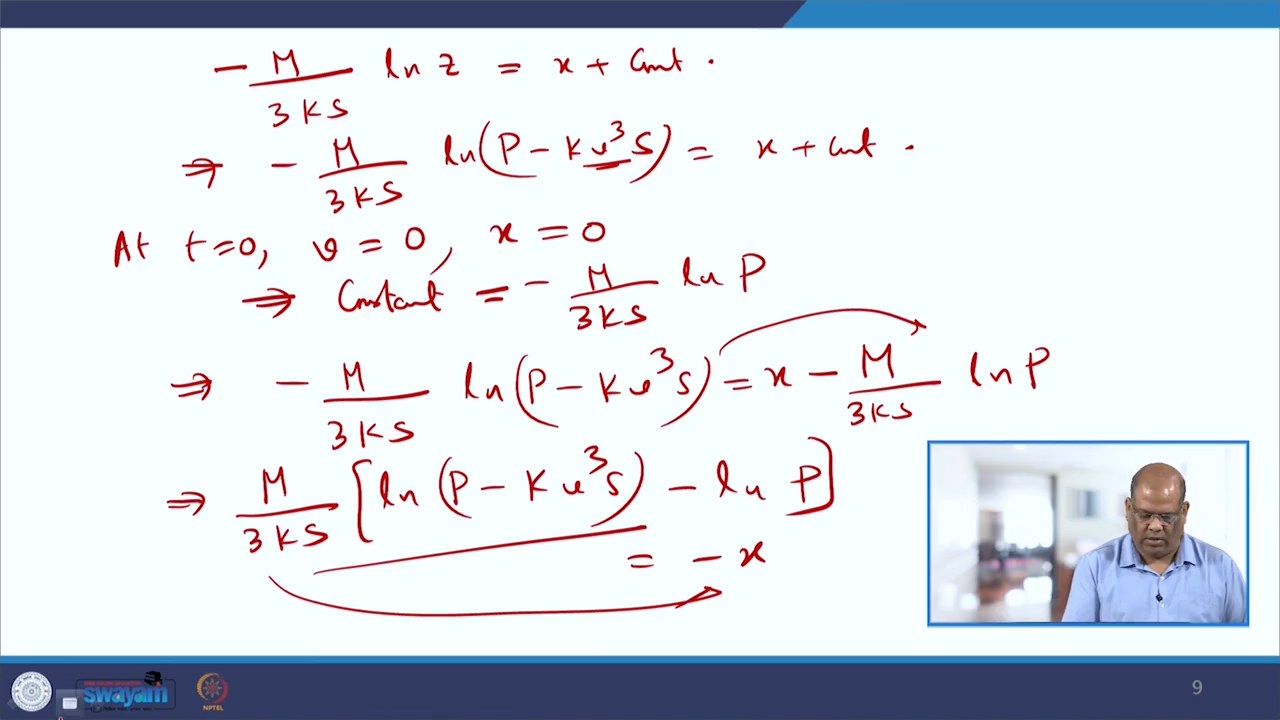 - M/3KS ln z = x + Cont.
⇒ - M/3KS ln(P - Kv³S) = x + Cont.
At t=0, v = 0, x = 0
⇒ Constant = - M/3KS ln P
⇒ - M/3KS ln(P - Kv³S) = x - M/3KS ln P
⇒ M/3KS [ln (P - Kv³S) - ln P]
= - x
swayam
NPTEL
9